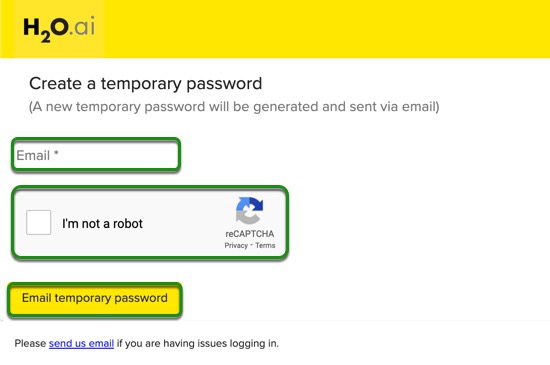 H2O.ai
Create a temporary password
(A new temporary password will be generated and sent via email)
Email *
I'm not a robot
reCAPTCHA
Privacy - Terms
Email temporary password
Please send us email if you are having issues logging in.